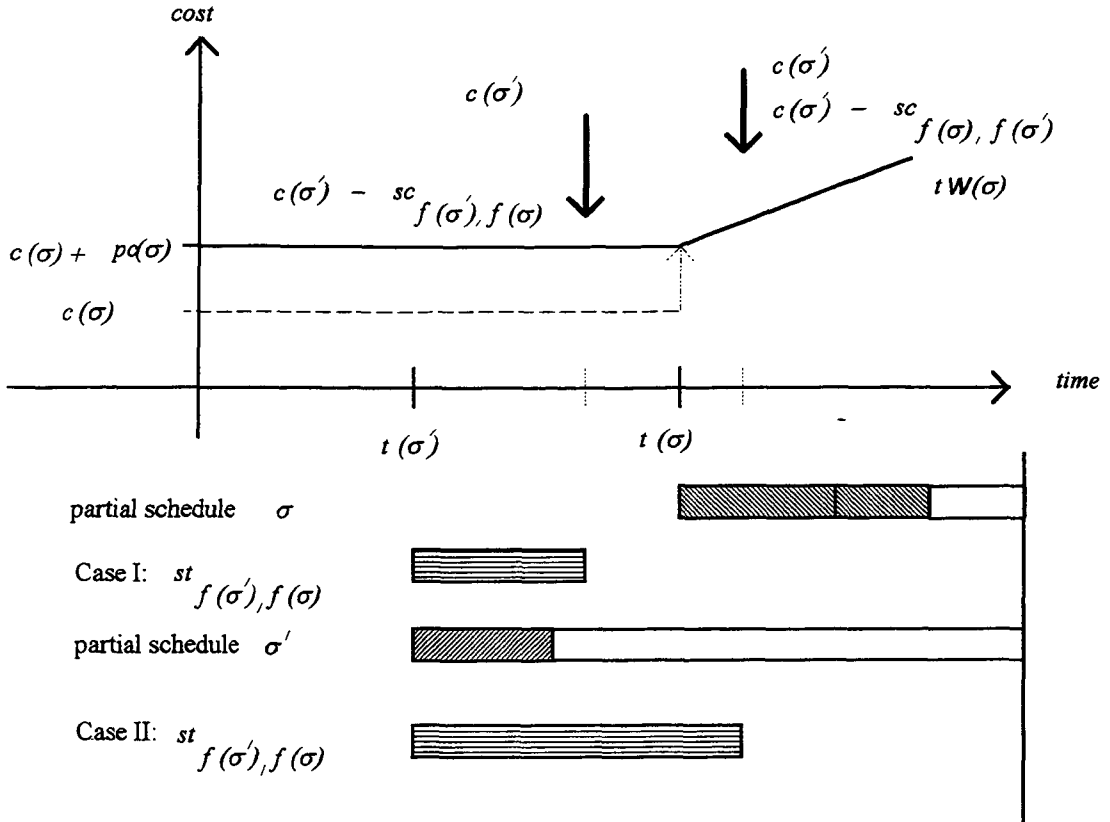 cost
c(σ′)
c(σ′)
c(σ′) - sc f(σ), f(σ′)
c(σ′) - sc f(σ′), f(σ)
tW(σ)
c(σ) + pc(σ)
c(σ)
time
t(σ′)
t(σ)
partial schedule σ
Case I: st f(σ′), f(σ)
partial schedule σ′
Case II: st f(σ′), f(σ)